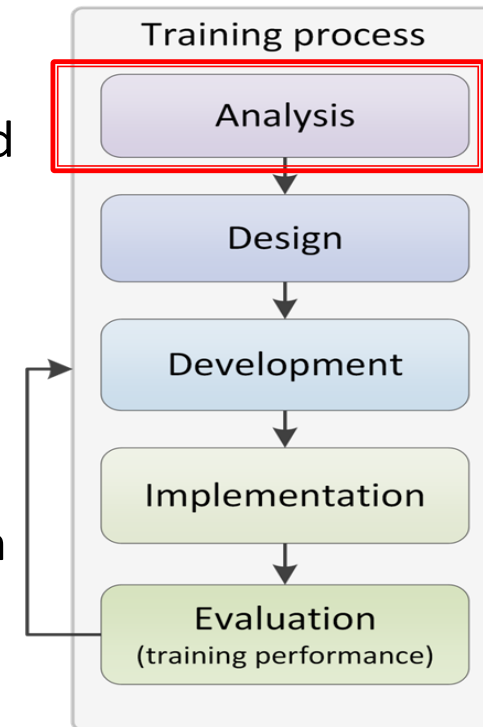 Training process
Analysis
d
Design
Development
Implementation
n
Evaluation
(training performance)